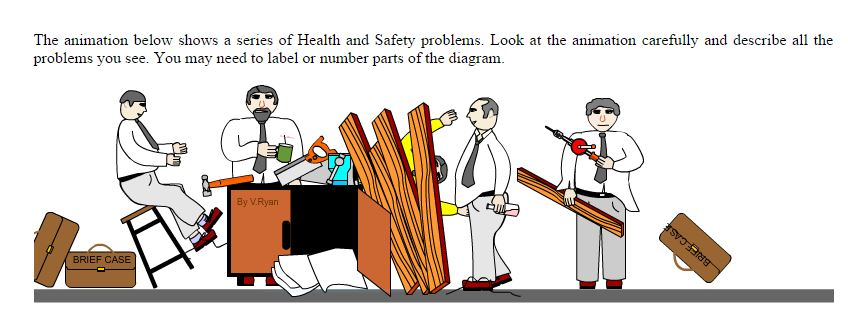 The animation below shows a series of Health and Safety problems. Look at the animation carefully and describe all the
problems you see. You may need to label or number parts of the diagram.
By V.Ryan
BRIEF CASE
BRIEF CASE